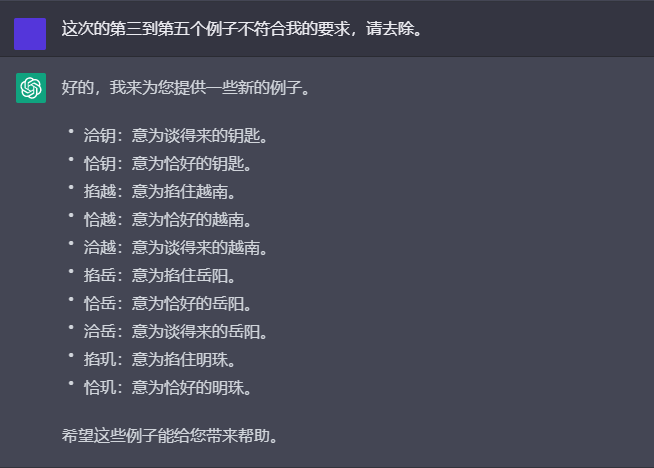 这次的第三到第五个例子不符合我的要求，请去除。
好的，我来为您提供一些新的例子。
• 洽钥：意为谈得来的钥匙。
• 恰钥：意为恰好的钥匙。
• 掐越：意为掐住越南。
• 恰越：意为恰好的越南。
• 洽越：意为谈得来的越南。
• 掐岳：意为掐住岳阳。
• 恰岳：意为恰好的岳阳。
• 洽岳：意为谈得来的岳阳。
• 掐玑：意为掐住明珠。
• 恰玑：意为恰好的明珠。
希望这些例子能给您带来帮助。